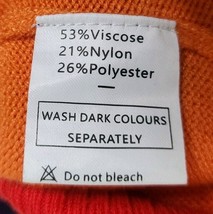 53%Viscose
21%Nylon
26%Polyester
—
WASH DARK COLOURS
SEPARATELY
Do not bleach